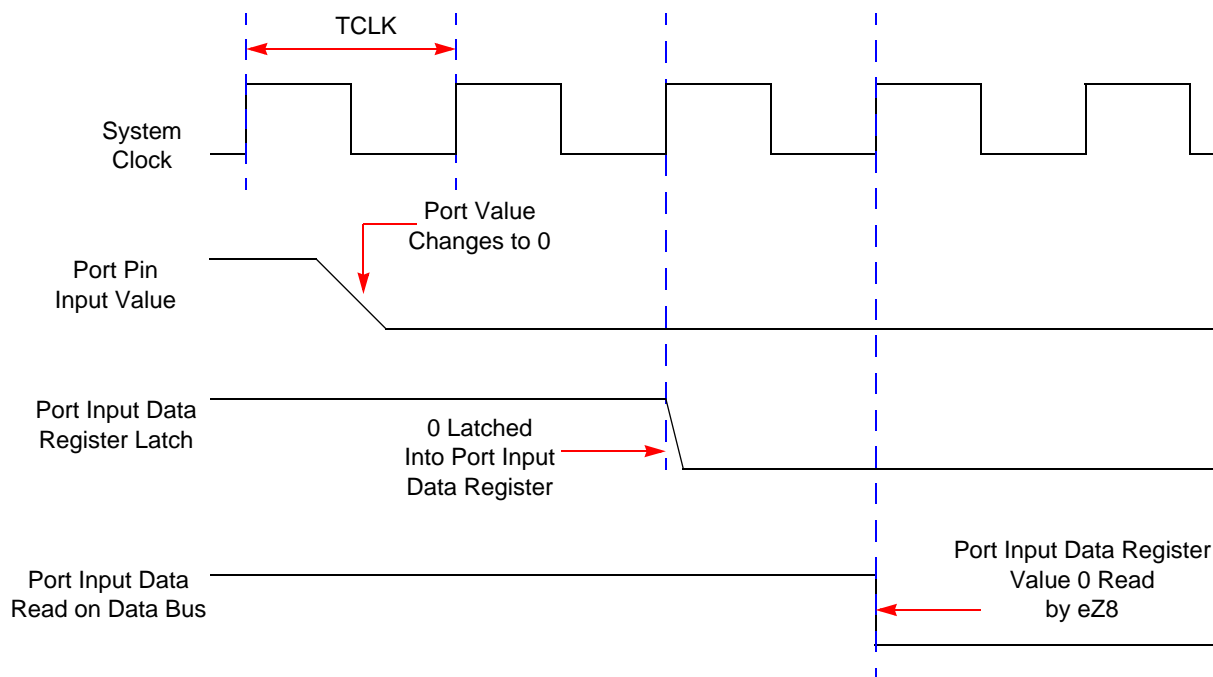 TCLK
System
Clock
Port Value
Changes to 0
Port Pin
Input Value
Port Input Data
Register Latch
0 Latched
Into Port Input
Data Register
Port Input Data
Read on Data Bus
Port Input Data Register
Value 0 Read
by eZ8